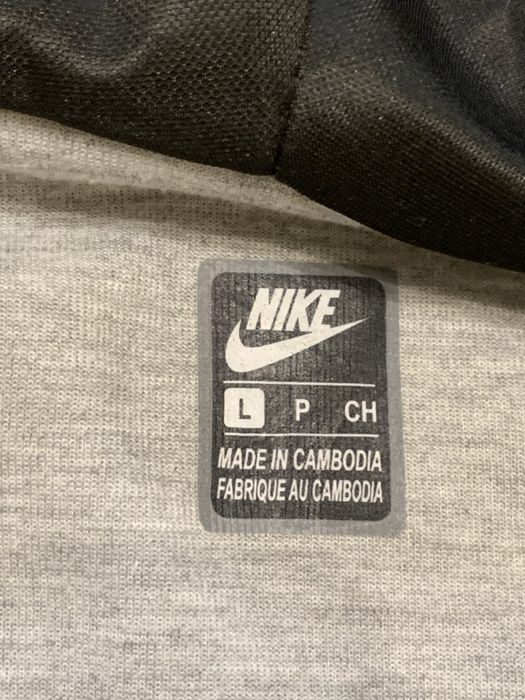 NIKE
L P CH
MADE IN CAMBODIA
FABRIQUE AU CAMBODIA